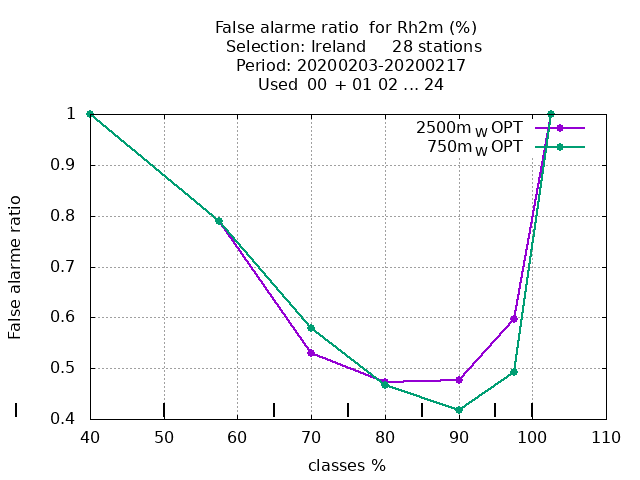 False alarme ratio  for Rh2m (%)
Selection: Ireland     28 stations
Period: 20200203-20200217
Used  00  + 01 02 ... 24
2500m W OPT
750m W OPT
False alarme ratio
1
0.9
0.8
0.7
0.6
0.5
0.4
40 50 60 70 80 90 100 110
classes %